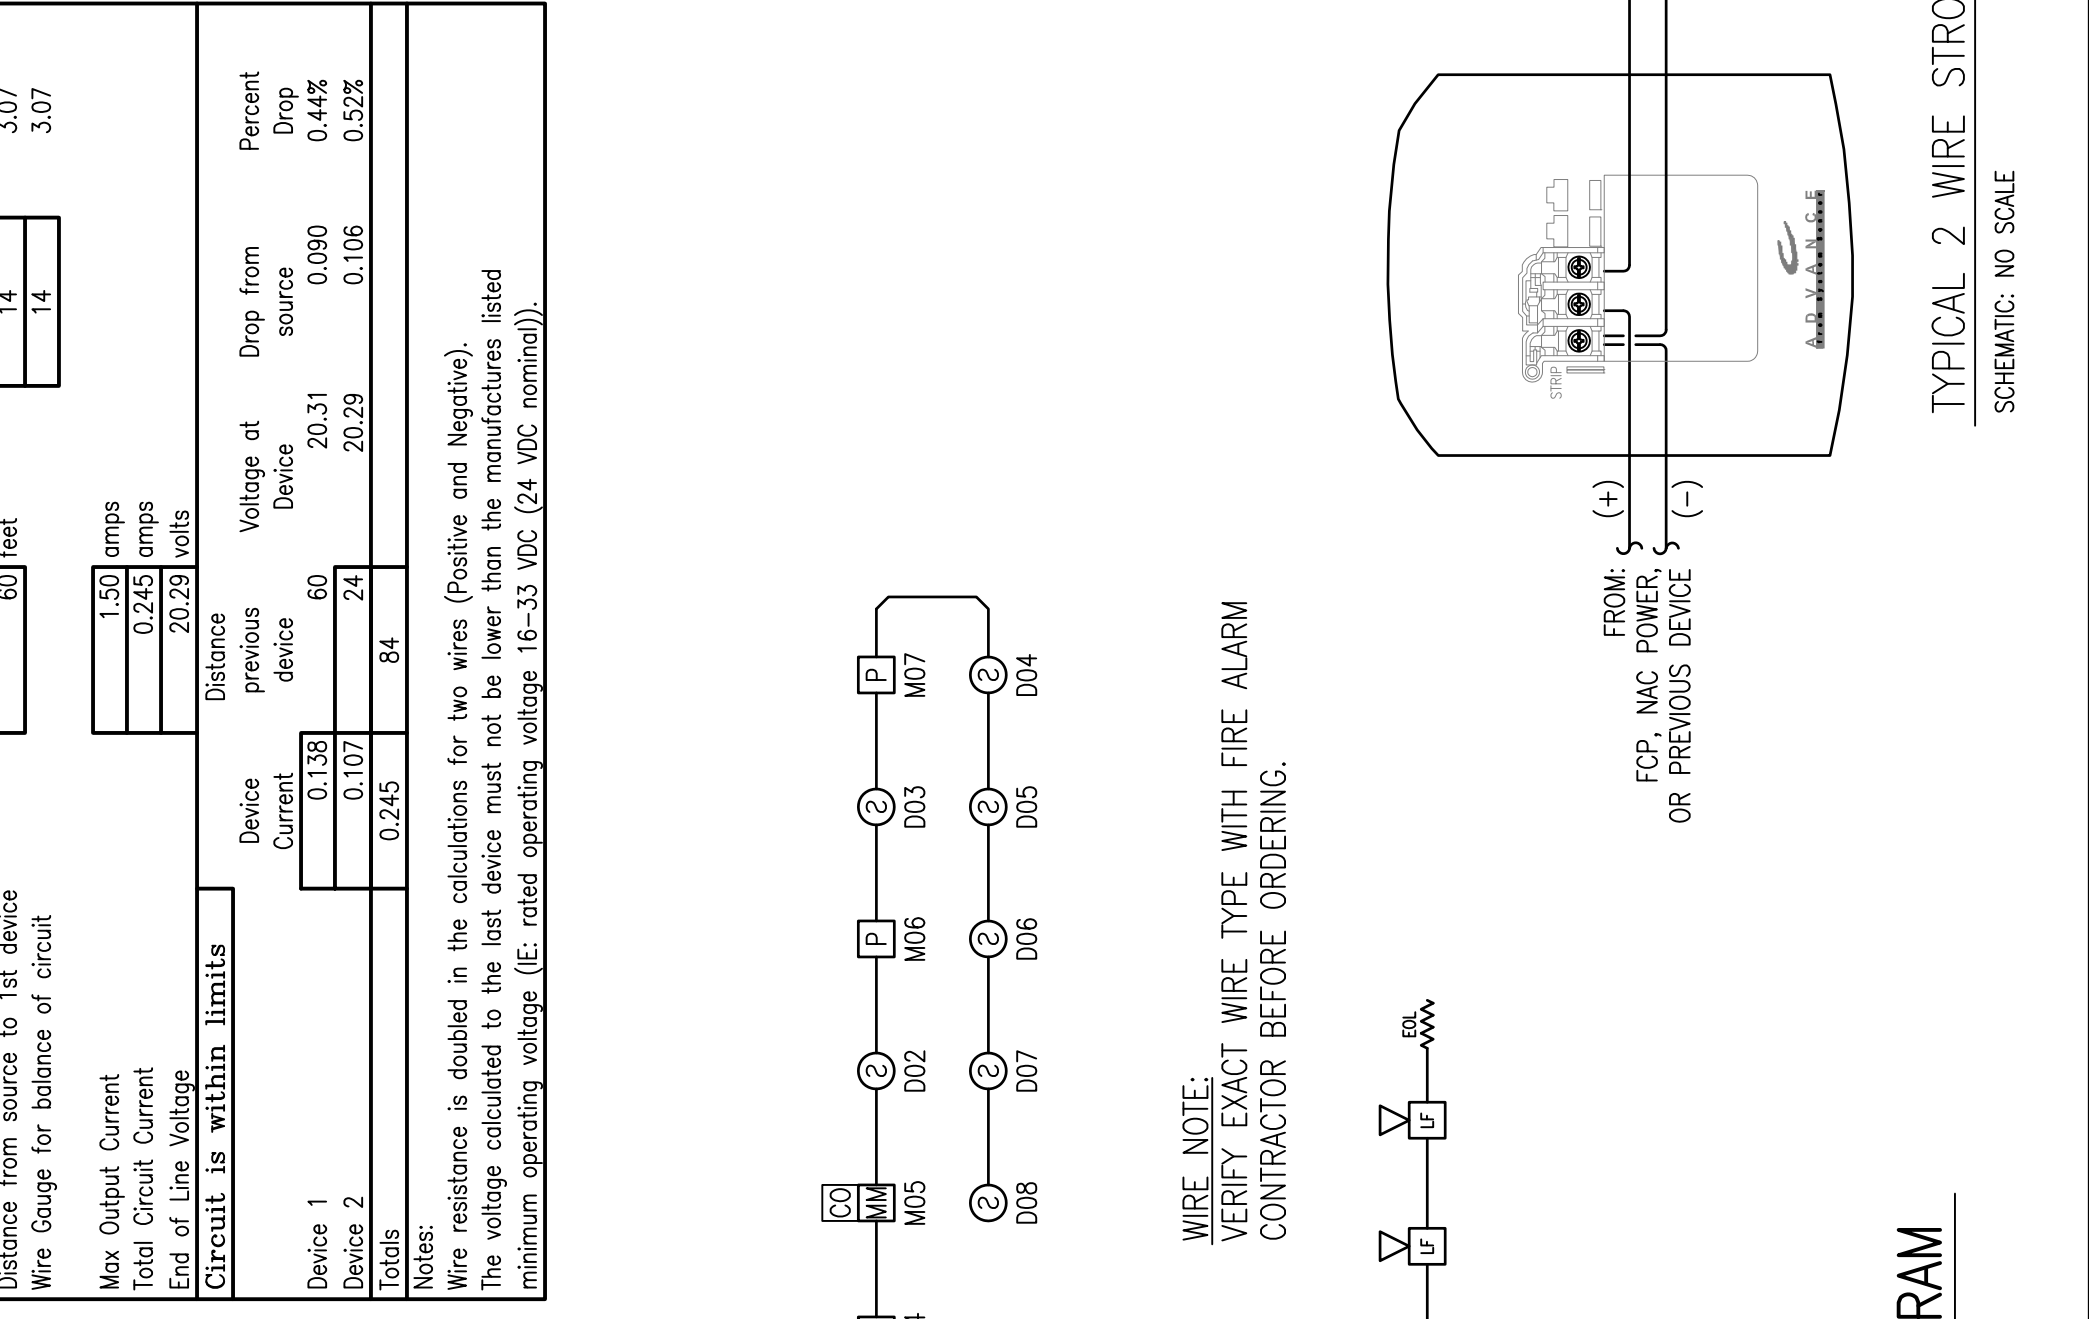 Distance from source to 1st device 60 feet 14 3.07
Wire Gauge for balance of circuit 14 3.07
Max Output Current 1.50 amps
Total Circuit Current 0.245 amps
End of Line Voltage 20.29 volts
Circuit is within limits
Distance
Device previous Voltage at Drop from Percent
Current device Device source Drop
Device 1 0.138 60 20.31 0.090 0.44%
Device 2 0.107 24 20.29 0.106 0.52%
Totals 0.245 84
Notes:
Wire resistance is doubled in the calculations for two wires (Positive and Negative).
The voltage calculated to the last device must not be lower than the manufactures listed
minimum operating voltage (IE: rated operating voltage 16-33 VDC (24 VDC nominal)).
CO
MM P P
M05 D02 M06 D03 M07
D08 D07 D06 D05 D04
WIRE NOTE:
VERIFY EXACT WIRE TYPE WITH FIRE ALARM
CONTRACTOR BEFORE ORDERING.
EOL
LF LF
STRIP
(+)
FROM:
FCP, NAC POWER,
OR PREVIOUS DEVICE
(-)
ADVANCE
TYPICAL 2 WIRE STRO
SCHEMATIC: NO SCALE
RAM